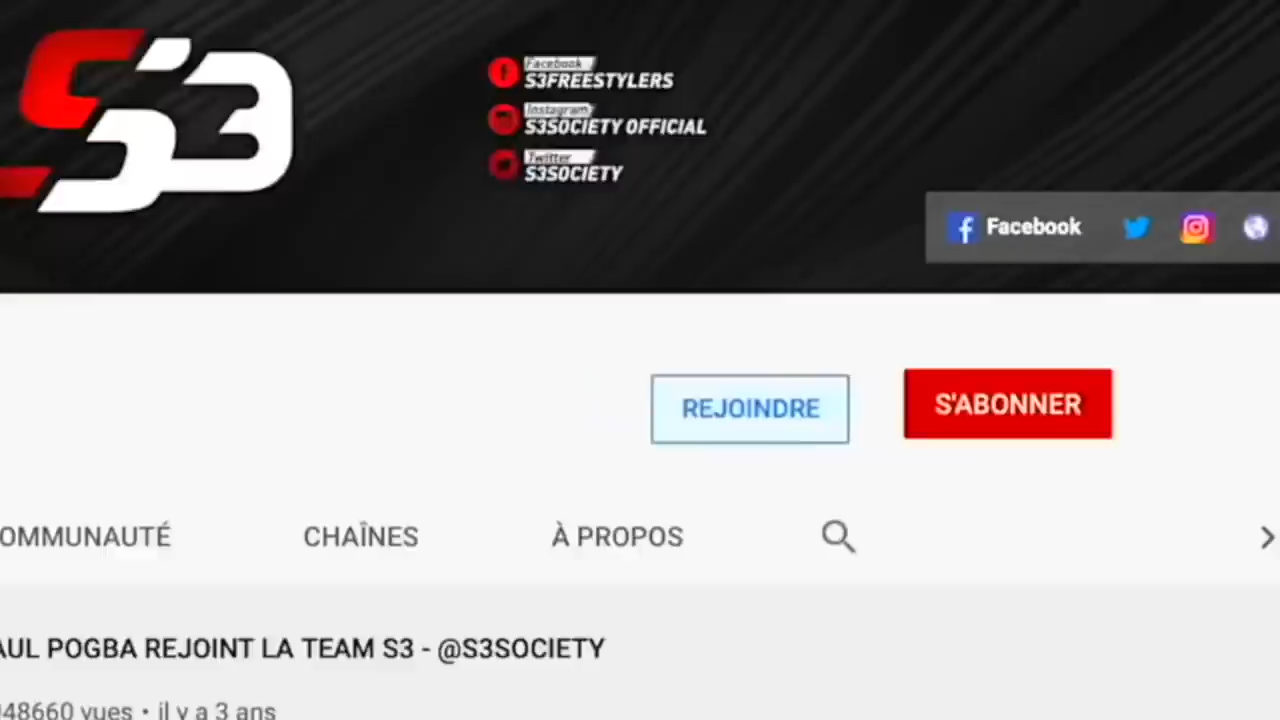 S3
Facebook
S3FREESTYLERS
Instagram
S3SOCIETY OFFICIAL
Twitter
S3SOCIETY
Facebook
REJOINDRE
S'ABONNER
OMMUNAUTÉ
CHAÎNES
À PROPOS
AUL POGBA REJOINT LA TEAM S3 - @S3SOCIETY
948660 vues • il y a 3 ans